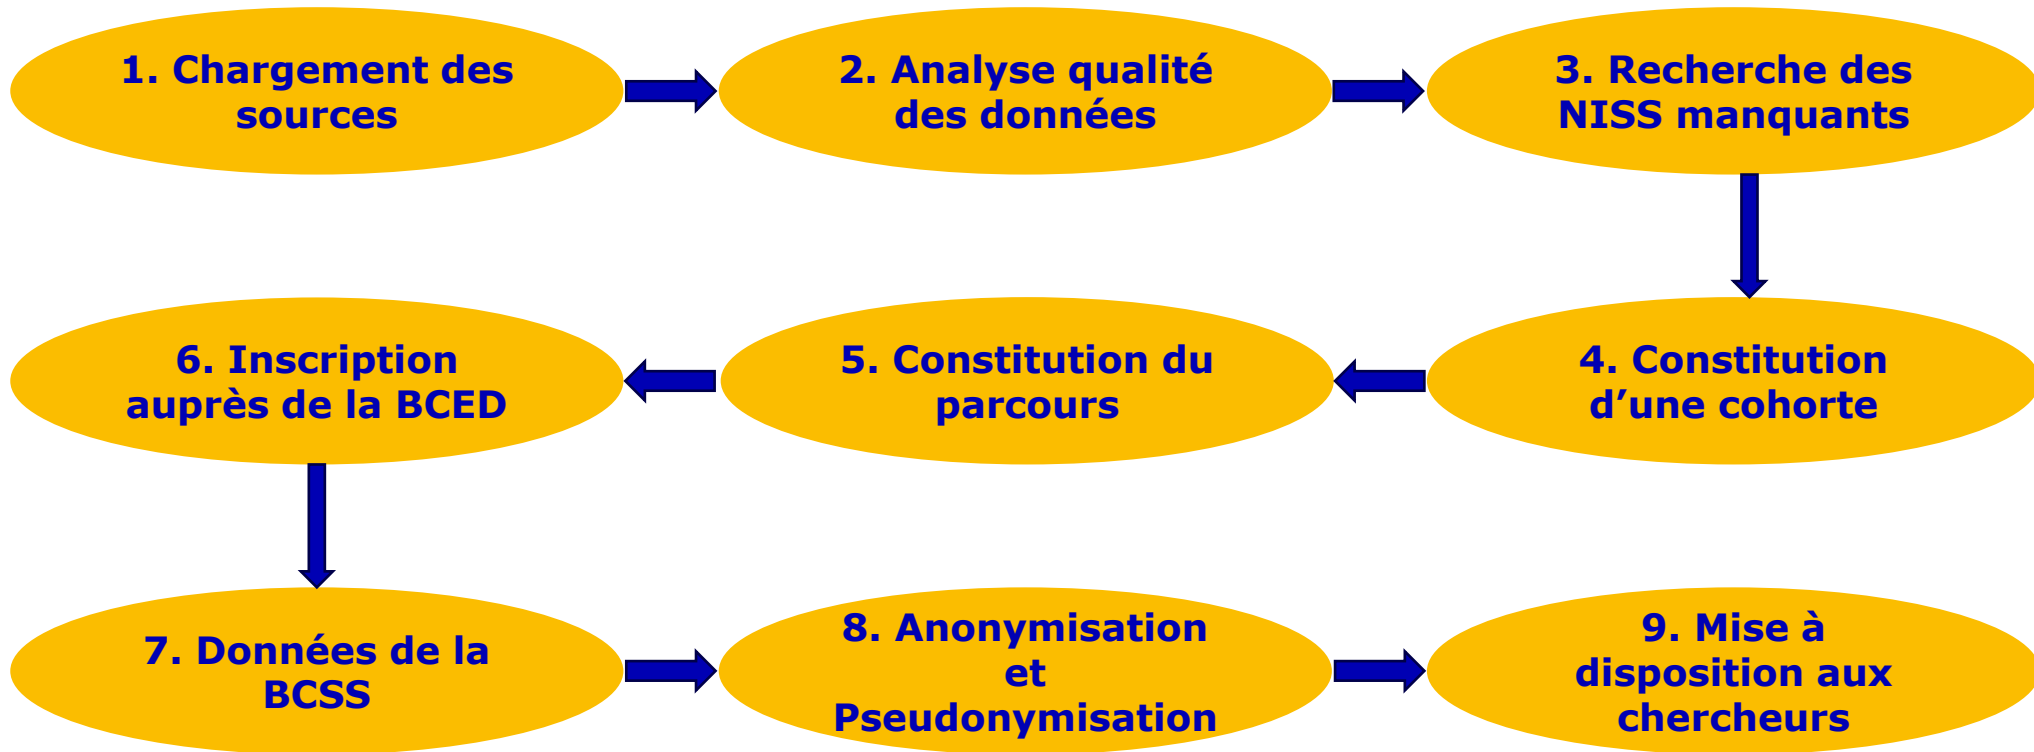 1. Chargement des
sources
2. Analyse qualité
des données
3. Recherche des
NISS manquants
4. Constitution
d’une cohorte
5. Constitution du
parcours
6. Inscription
auprès de la BCED
7. Données de la
BCSS
8. Anonymisation
et
Pseudonymisation
9. Mise à
disposition aux
chercheurs